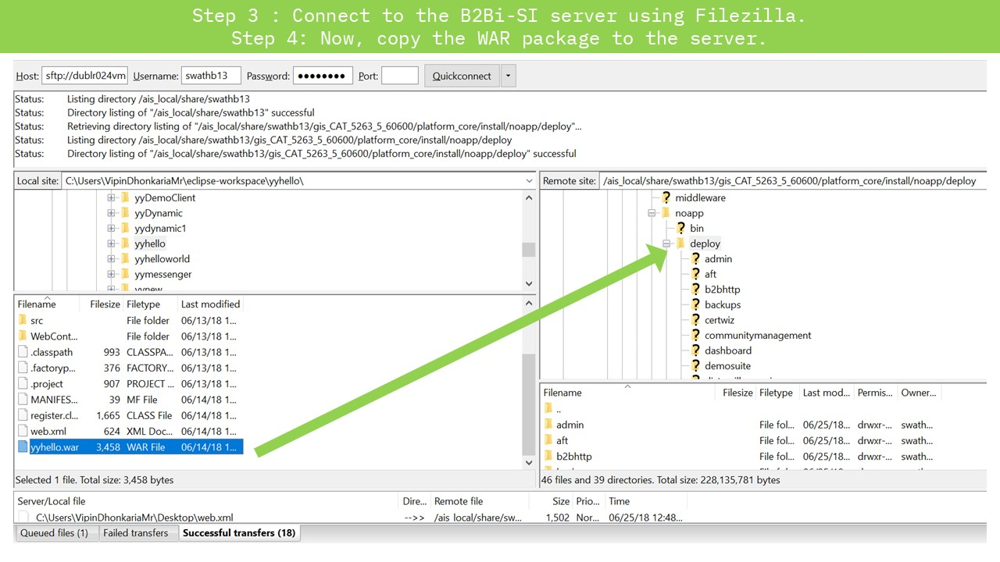 Step 3 : Connect to the B2Bi-SI server using Filezilla.
Step 4: Now, copy the WAR package to the server.
Host: sftp://dublr024vm Username: swathb13 Password: ●●●●●●●● Port: Quickconnect
Status: Listing directory /ais_local/share/swathb13
Status: Directory listing of "/ais_local/share/swathb13" successful
Status: Retrieving directory listing of "/ais_local/share/swathb13/gis_CAT_5263_5_60600/platform_core/install/noapp/deploy"...
Status: Listing directory /ais_local/share/swathb13/gis_CAT_5263_5_60600/platform_core/install/noapp/deploy
Status: Directory listing of "/ais_local/share/swathb13/gis_CAT_5263_5_60600/platform_core/install/noapp/deploy" successful
Local site: C:\Users\VipinDhonkariaMr\eclipse-workspace\yyhello\
yyDemoClient
yyDynamic
yydynamic1
yyhello
yyhelloworld
yymessenger
Filename Filesize Filetype Last modified
src File folder 06/13/18 1...
WebCont... File folder 06/13/18 1...
.classpath 993 CLASSPA... 06/13/18 1...
.factoryp... 376 FACTORY... 06/13/18 1...
.project 907 PROJECT ... 06/13/18 1...
MANIFES... 39 MF File 06/14/18 1...
register.cl... 1,665 CLASS File 06/14/18 1...
web.xml 624 XML Doc... 06/14/18 1...
yyhello.war 3,458 WAR File 06/14/18 1...
Selected 1 file. Total size: 3,458 bytes
Remote site: /ais_local/share/swathb13/gis_CAT_5263_5_60600/platform_core/install/noapp/deploy
middleware
noapp
bin
deploy
admin
aft
b2bhttp
backups
certwiz
communitymanagement
dashboard
demosuite
Filename Filesize Filetype Last mod... Permis... Owner...
..
admin File fol... 06/25/18... drwxr-... swath...
aft File fol... 06/25/18... drwxr-... swath...
b2bhttp File fol... 06/25/18... drwxr-... swath...
46 files and 39 directories. Total size: 228,135,781 bytes
Server/Local file Dire... Remote file Size Prio... Time
C:\Users\VipinDhonkariaMr\Desktop\web.xml -->> /ais_local/share/sw... 1,502 Nor... 06/25/18 12:48...
Queued files (1) Failed transfers Successful transfers (18)